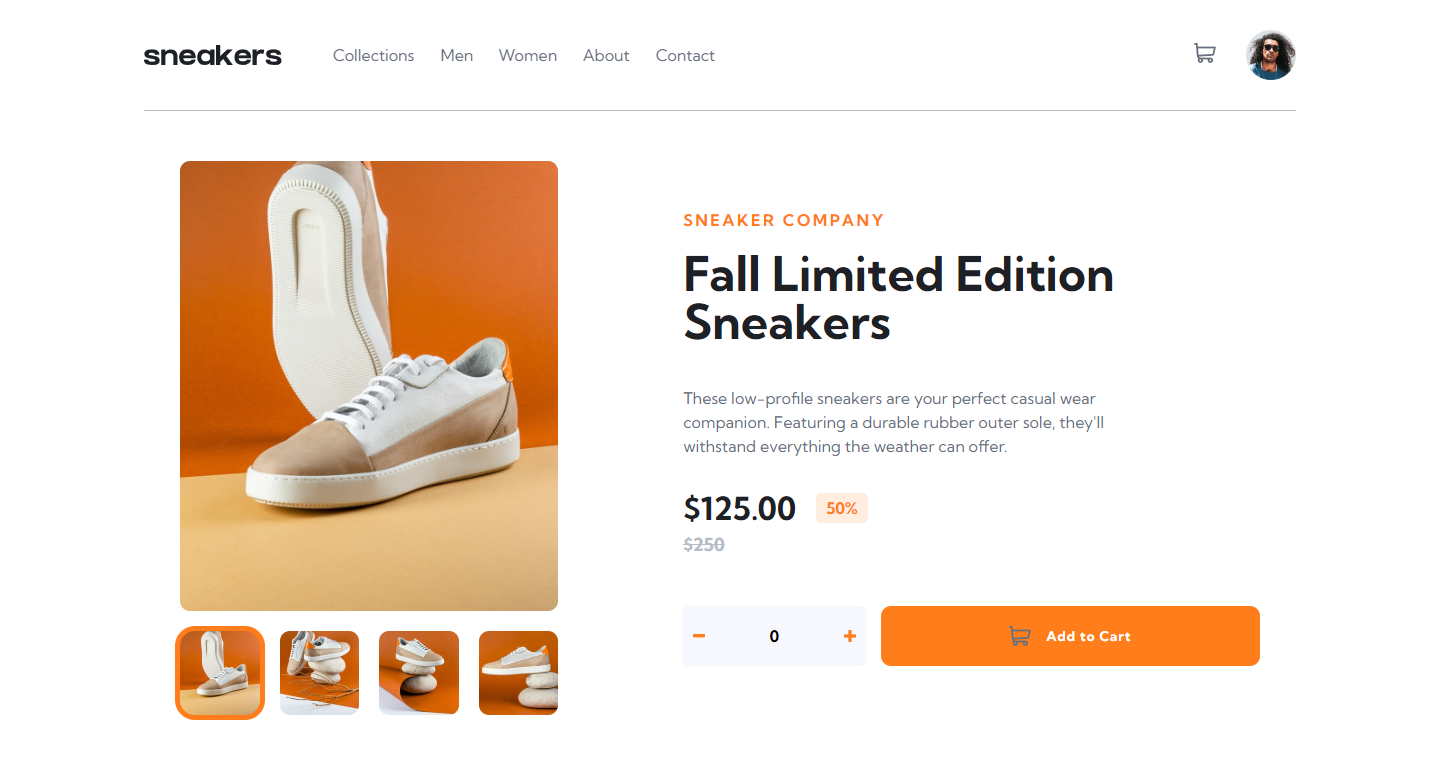 sneakers
Collections Men Women About Contact
SNEAKER COMPANY
Fall Limited Edition
Sneakers
These low-profile sneakers are your perfect casual wear
companion. Featuring a durable rubber outer sole, they'll
withstand everything the weather can offer.
$125.00 50%
$250
0
Add to Cart